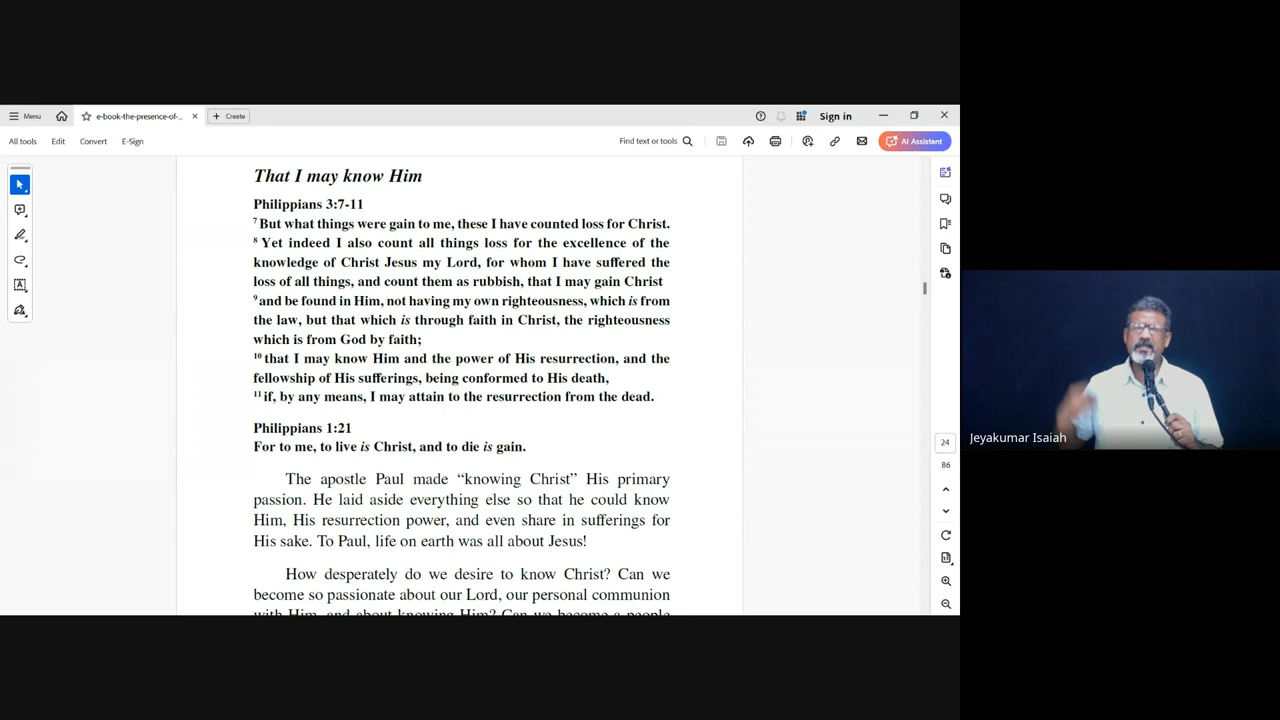 Menu
e-book-the-presence-of-...
Create
Sign in
All tools
Edit
Convert
E-Sign
Find text or tools
AI Assistant
That I may know Him
Philippians 3:7-11
7 But what things were gain to me, these I have counted loss for Christ.
8 Yet indeed I also count all things loss for the excellence of the
knowledge of Christ Jesus my Lord, for whom I have suffered the
loss of all things, and count them as rubbish, that I may gain Christ
9 and be found in Him, not having my own righteousness, which is from
the law, but that which is through faith in Christ, the righteousness
which is from God by faith;
10 that I may know Him and the power of His resurrection, and the
fellowship of His sufferings, being conformed to His death,
11 if, by any means, I may attain to the resurrection from the dead.
Philippians 1:21
For to me, to live is Christ, and to die is gain.
The apostle Paul made “knowing Christ” His primary
passion. He laid aside everything else so that he could know
Him, His resurrection power, and even share in sufferings for
His sake. To Paul, life on earth was all about Jesus!
How desperately do we desire to know Christ? Can we
become so passionate about our Lord, our personal communion
with Him, and about knowing Him? Can we become a people
24
86
Jeyakumar Isaiah